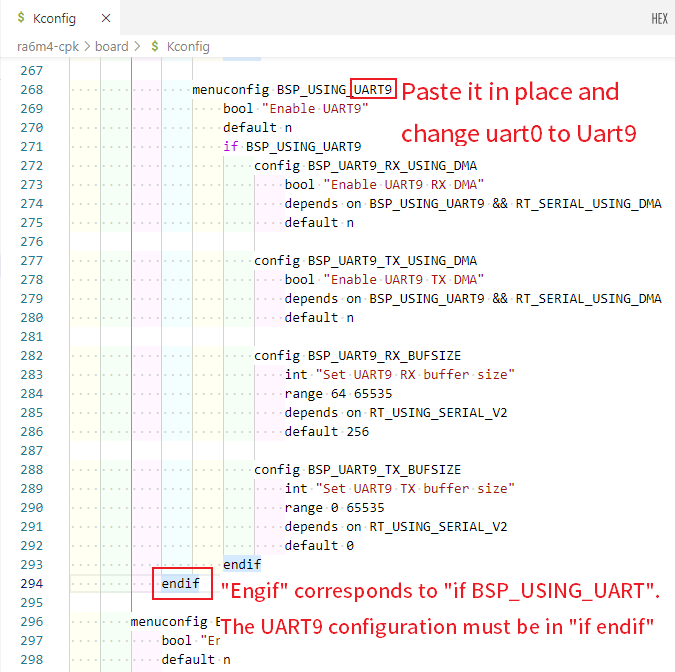 $ Kconfig ×
HEX
ra6m4-cpk > board > $ Kconfig
267
268 menuconfig BSP_USING_UART9
269 bool "Enable UART9"
270 default n
271 if BSP_USING_UART9
272 config BSP_UART9_RX_USING_DMA
273 bool "Enable UART9 RX DMA"
274 depends on BSP_USING_UART9 && RT_SERIAL_USING_DMA
275 default n
276
277 config BSP_UART9_TX_USING_DMA
278 bool "Enable UART9 TX DMA"
279 depends on BSP_USING_UART9 && RT_SERIAL_USING_DMA
280 default n
281
282 config BSP_UART9_RX_BUFSIZE
283 int "Set UART9 RX buffer size"
284 range 64 65535
285 depends on RT_USING_SERIAL_V2
286 default 256
287
288 config BSP_UART9_TX_BUFSIZE
289 int "Set UART9 TX buffer size"
290 range 0 65535
291 depends on RT_USING_SERIAL_V2
292 default 0
293 endif
294 endif
295
296 menuconfig
297 bool "Er
298 default n
Paste it in place and
change uart0 to Uart9
"Engif" corresponds to "if BSP_USING_UART".
The UART9 configuration must be in "if endif"